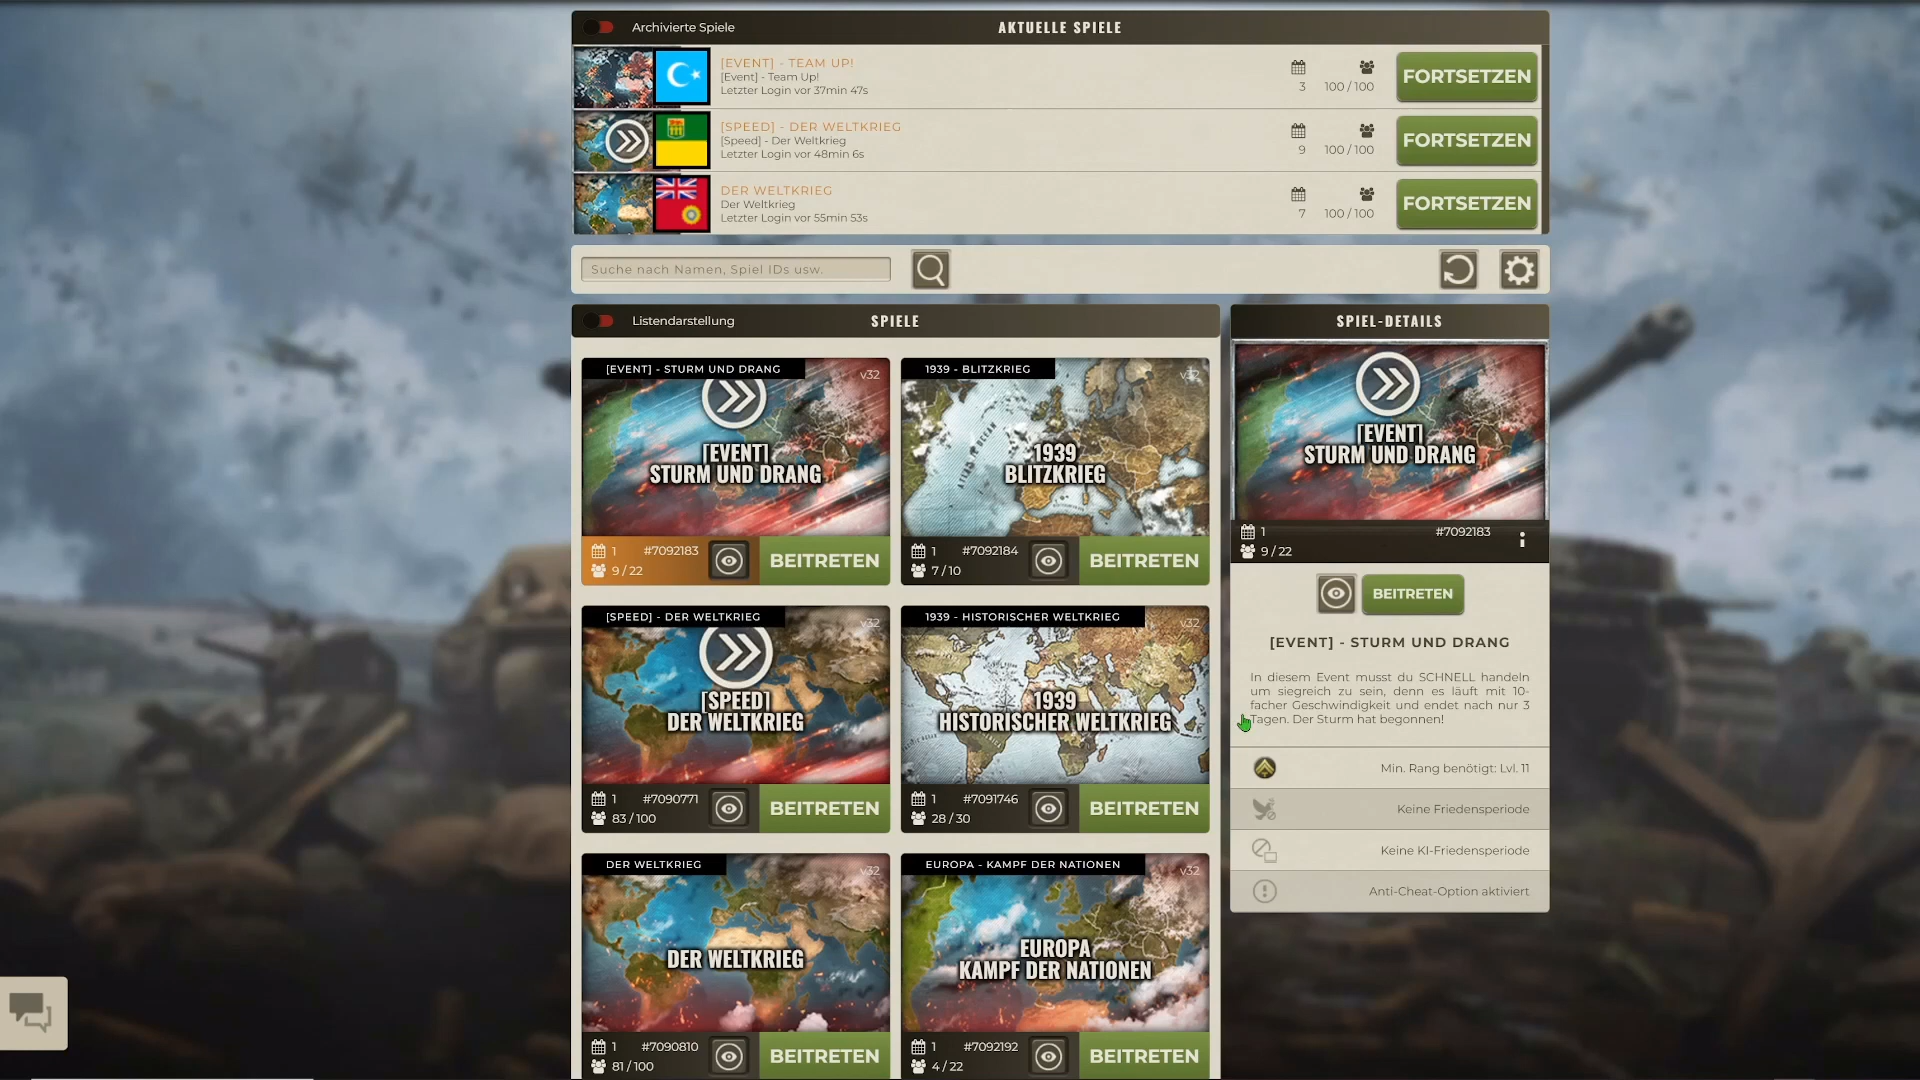 Archivierte Spiele
AKTUELLE SPIELE
[EVENT] - TEAM UP!
[Event] - Team Up!
Letzter Login vor 37min 47s
3
100 / 100
FORTSETZEN
[SPEED] - DER WELTKRIEG
[Speed] - Der Weltkrieg
Letzter Login vor 48min 6s
9
100 / 100
FORTSETZEN
DER WELTKRIEG
Der Weltkrieg
Letzter Login vor 55min 53s
7
100 / 100
FORTSETZEN
Suche nach Namen, Spiel IDs usw.
Listendarstellung
SPIELE
[EVENT] - STURM UND DRANG
v32
[EVENT]
STURM UND DRANG
1
#7092183
9 / 22
BEITRETEN
1939 - BLITZKRIEG
v32
1939
BLITZKRIEG
1
#7092184
7 / 10
BEITRETEN
[SPEED] - DER WELTKRIEG
v32
[SPEED]
DER WELTKRIEG
1
#7090771
83 / 100
BEITRETEN
1939 - HISTORISCHER WELTKRIEG
v32
1939
HISTORISCHER WELTKRIEG
1
#7091746
28 / 30
BEITRETEN
DER WELTKRIEG
v32
DER WELTKRIEG
1
#7090810
81 / 100
BEITRETEN
EUROPA - KAMPF DER NATIONEN
v32
EUROPA
KAMPF DER NATIONEN
1
#7092192
4 / 22
BEITRETEN
SPIEL-DETAILS
[EVENT]
STURM UND DRANG
1
#7092183
9 / 22
BEITRETEN
[EVENT] - STURM UND DRANG
In diesem Event musst du SCHNELL handeln
um siegreich zu sein, denn es läuft mit 10-
facher Geschwindigkeit und endet nach nur 3
Tagen. Der Sturm hat begonnen!
Min. Rang benötigt: Lvl. 11
Keine Friedensperiode
Keine KI-Friedensperiode
Anti-Cheat-Option aktiviert